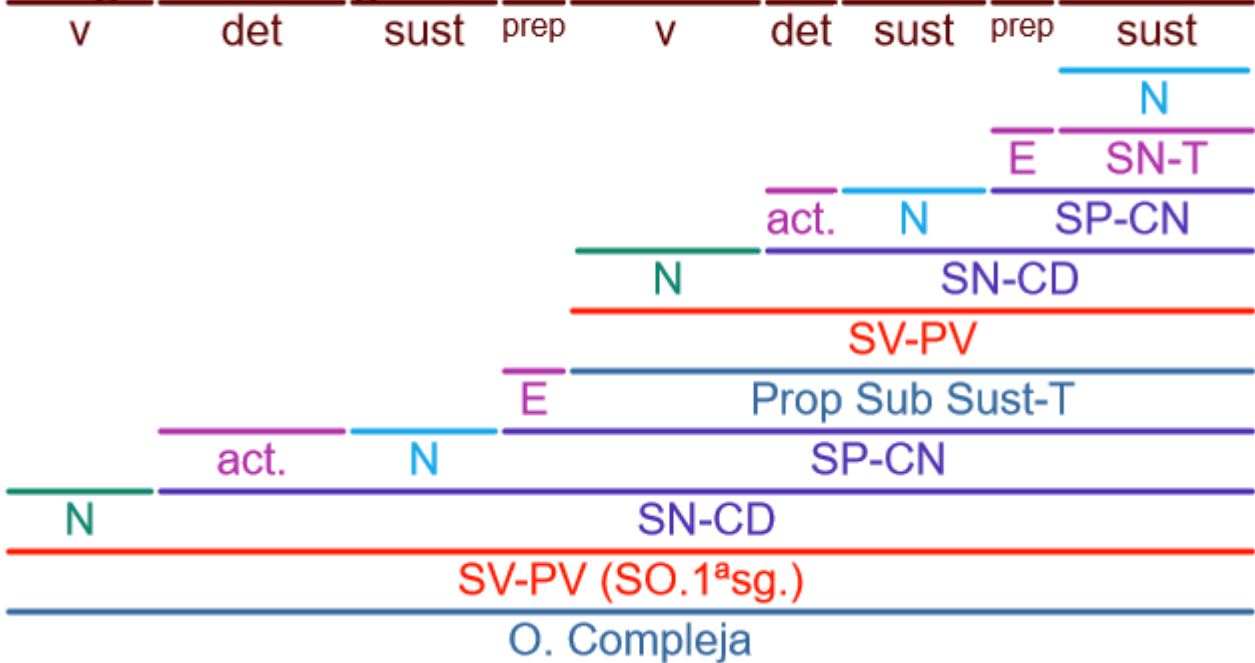 v det sust prep v det sust prep sust
N
E SN-T
act. N SP-CN
N SN-CD
SV-PV
E Prop Sub Sust-T
act. N SP-CN
N SN-CD
SV-PV (SO.1ªsg.)
O. Compleja